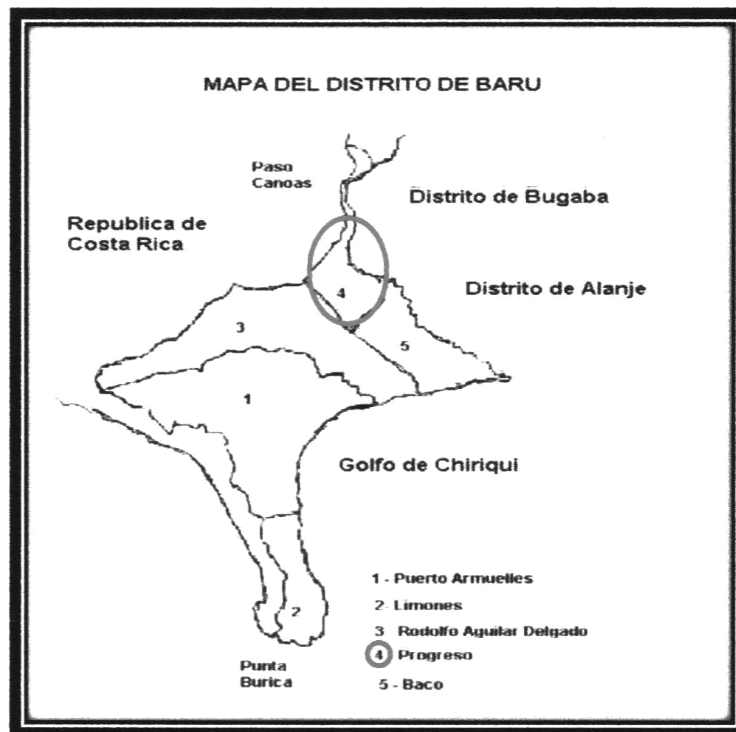 MAPA DEL DISTRITO DE BARU
Paso
Canoas
Distrito de Bugaba
Republica de
Costa Rica
Distrito de Alanje
4
3
5
1
Golfo de Chiriqui
1 - Puerto Armuelles
2 Limones
3 Rodolfo Aguilar Delgado
4 Progreso
5 - Baco
2
Punta
Burica